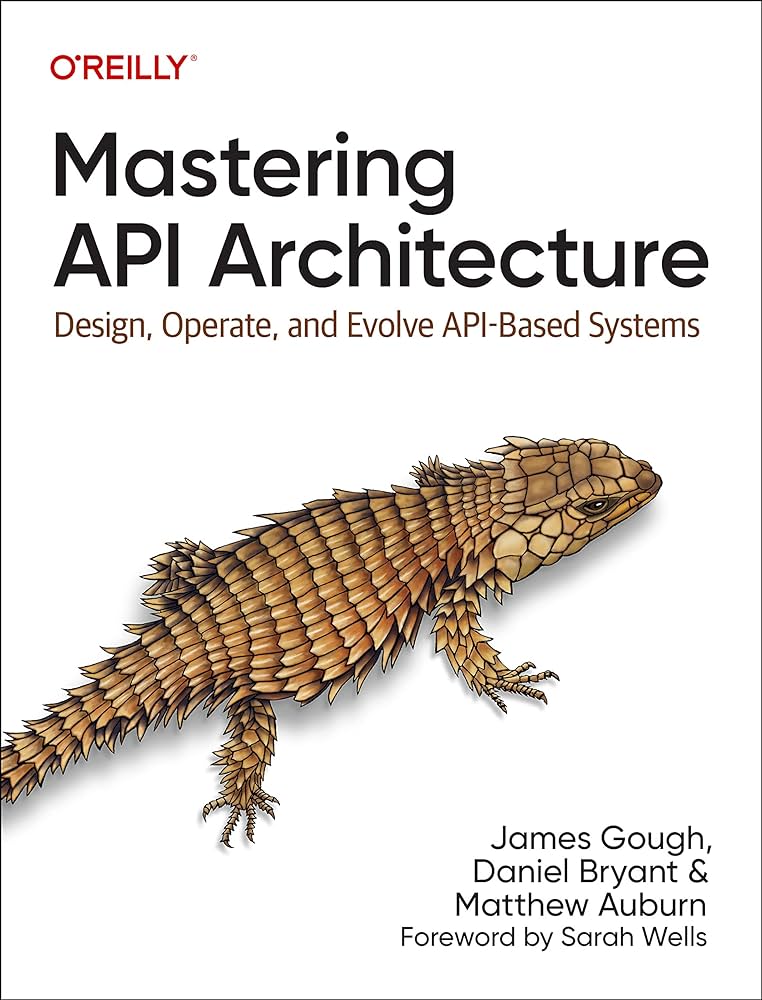 O'REILLY®
Mastering
API Architecture
Design, Operate, and Evolve API-Based Systems
James Gough,
Daniel Bryant &
Matthew Auburn
Foreword by Sarah Wells